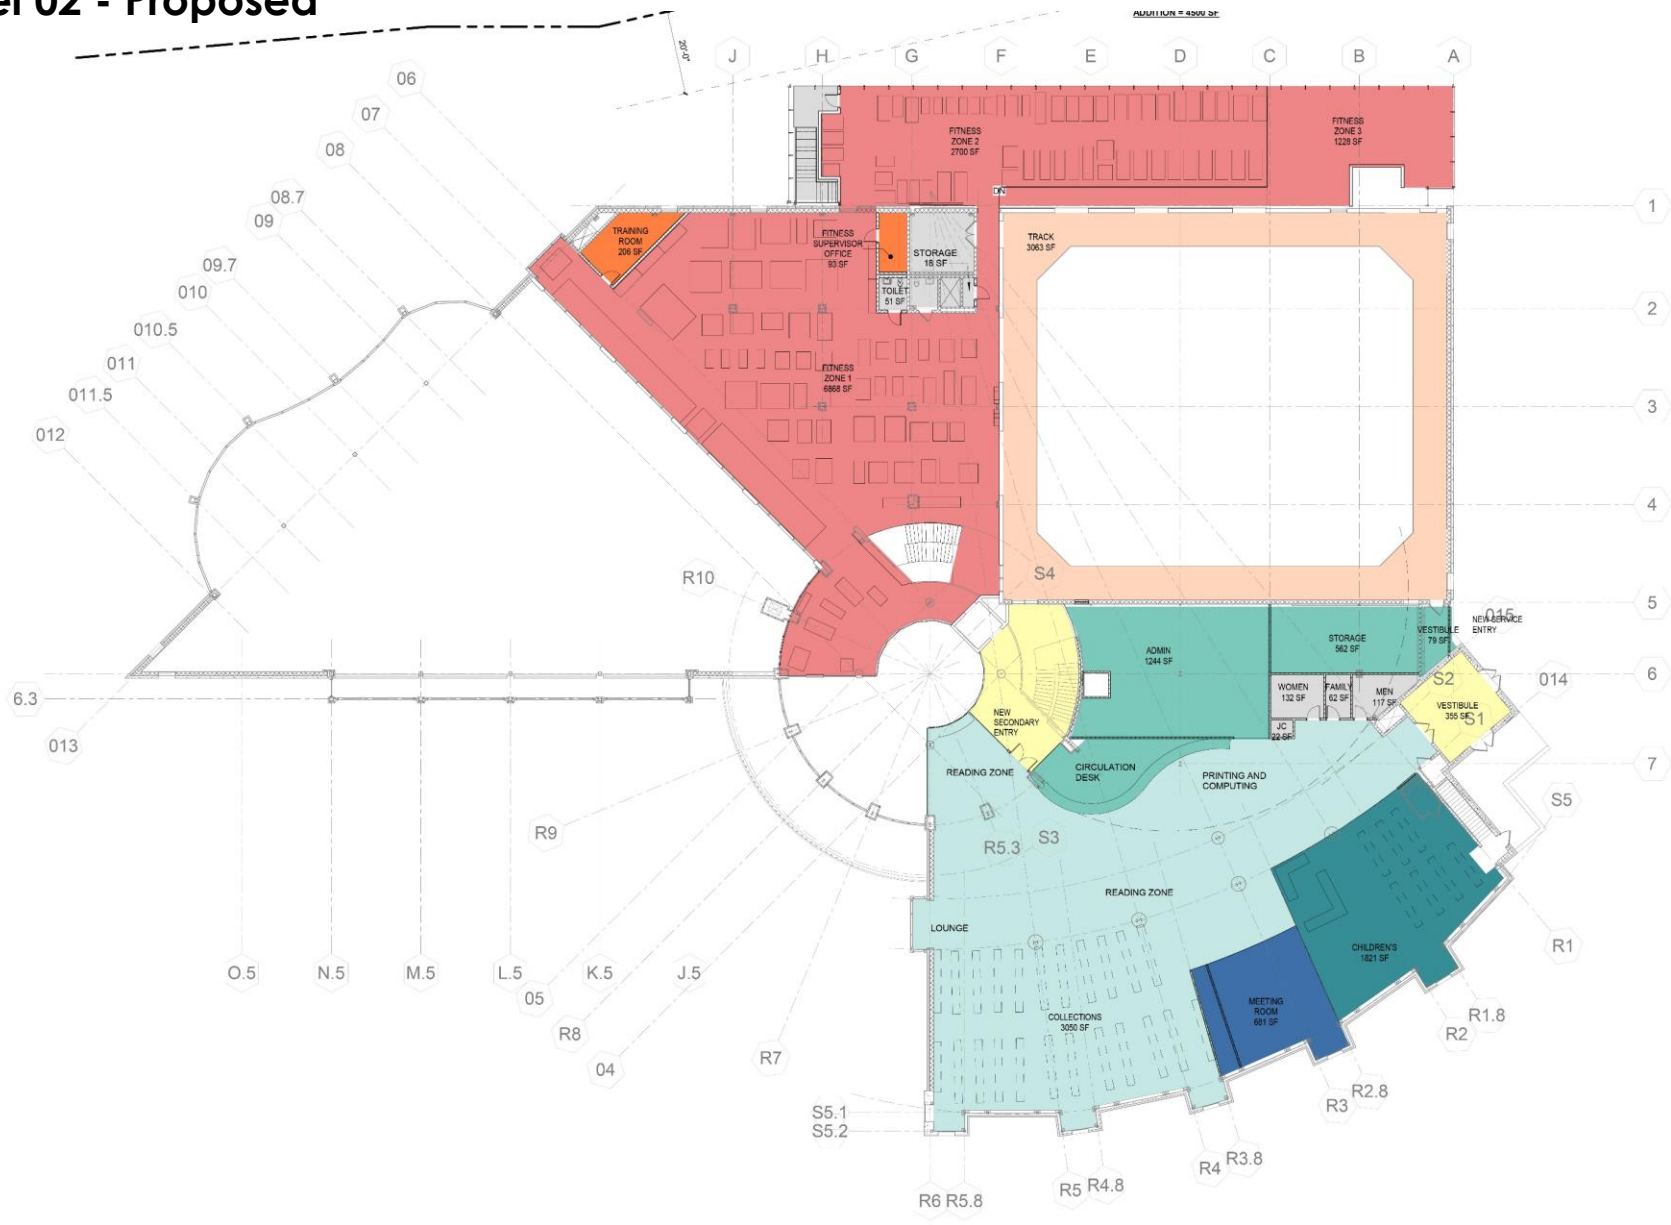 el 02 - Proposed
ADDITION = 4500 SF
20'-0"
J
H
G
F
E
D
C
B
A
06
07
08
08.7
09
09.7
010
010.5
011
011.5
012
FITNESS
ZONE 2
2700 SF
FITNESS
ZONE 3
1228 SF
DN
1
2
3
4
5
6
7
TRAINING
ROOM
206 SF
FITNESS
SUPERVISOR
OFFICE
93 SF
STORAGE
18 SF
TOILET
51 SF
TRACK
3063 SF
FITNESS
ZONE 1
6868 SF
R10
S4
015
NEW SERVICE
ENTRY
VESTIBULE
79 SF
STORAGE
562 SF
ADMIN
1244 SF
WOMEN
132 SF
FAMILY
62 SF
MEN
117 SF
JC
22 SF
S2
014
VESTIBULE
355 SF
S1
6.3
013
NEW
SECONDARY
ENTRY
CIRCULATION
DESK
READING ZONE
PRINTING AND
COMPUTING
S5
R9
R5.3
S3
READING ZONE
LOUNGE
CHILDREN'S
1821 SF
R1
O.5
N.5
M.5
L.5
K.5
J.5
05
R8
04
R7
COLLECTIONS
3050 SF
MEETING
ROOM
681 SF
R1.8
R2
R2.8
R3
S5.1
S5.2
R3.8
R4
R4.8
R5
R5.8
R6